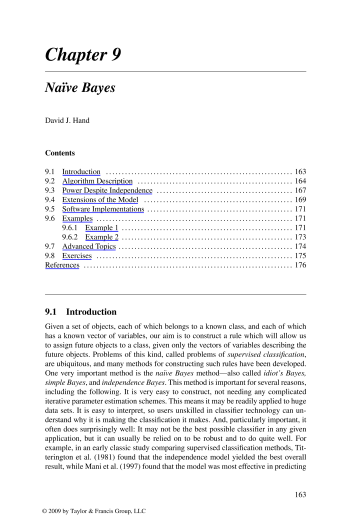 Chapter 9
Naïve Bayes
David J. Hand
Contents
9.1 Introduction ............................................................ 163
9.2 Algorithm Description .................................................. 164
9.3 Power Despite Independence ............................................ 167
9.4 Extensions of the Model ................................................ 169
9.5 Software Implementations .............................................. 171
9.6 Examples ............................................................... 171
9.6.1 Example 1 ........................................................ 171
9.6.2 Example 2 ........................................................ 173
9.7 Advanced Topics ........................................................ 174
9.8 Exercises ............................................................... 175
References .................................................................. 176
9.1 Introduction
Given a set of objects, each of which belongs to a known class, and each of which
has a known vector of variables, our aim is to construct a rule which will allow us
to assign future objects to a class, given only the vectors of variables describing the
future objects. Problems of this kind, called problems of supervised classification,
are ubiquitous, and many methods for constructing such rules have been developed.
One very important method is the naïve Bayes method—also called idiot's Bayes,
simple Bayes, and independence Bayes. This method is important for several reasons,
including the following. It is very easy to construct, not needing any complicated
iterative parameter estimation schemes. This means it may be readily applied to huge
data sets. It is easy to interpret, so users unskilled in classifier technology can un-
derstand why it is making the classification it makes. And, particularly important, it
often does surprisingly well: It may not be the best possible classifier in any given
application, but it can usually be relied on to be robust and to do quite well. For
example, in an early classic study comparing supervised classification methods, Tit-
terington et al. (1981) found that the independence model yielded the best overall
result, while Mani et al. (1997) found that the model was most effective in predicting
163
© 2009 by Taylor & Francis Group, LLC